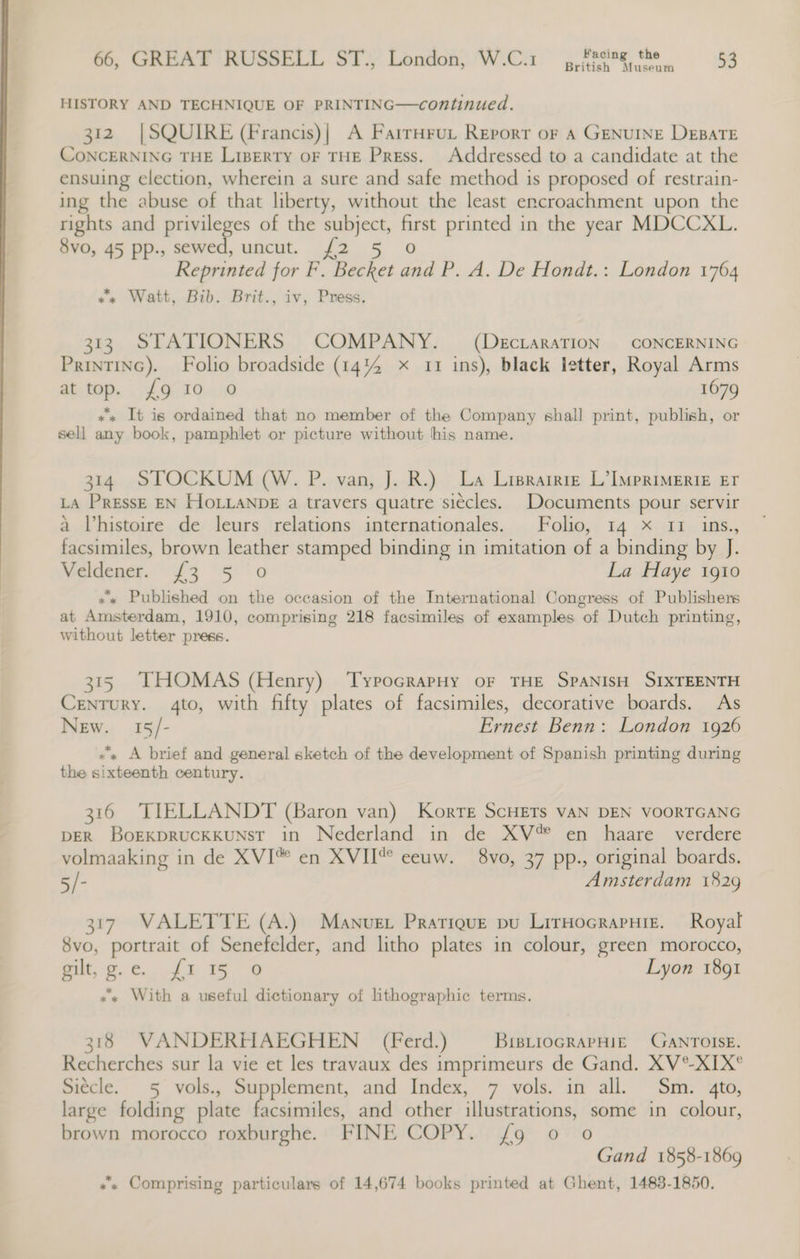 66, GREAT RUSSELL ST., London, W.C.1 Facing the British Museum 53
HISTORY AND TECHNIQUE OF PRINTING—continued.
312 [SQUIRE (Francis)] A FAITHFUL REPORT OF A GENUINE DEBATE
CONCERNING THE LIBERTY OF THE PRESS. Addressed to a candidate at the
ensuing election, wherein a sure and safe method is proposed of restrain-
ing the abuse of that liberty, without the least encroachment upon the
rights and privileges of the subject, first printed in the year MDCCXL.
8vo, 45 pp., sewed, uncut. £2 5 0
Reprinted for F. Becket and P. A. De Hondt.: London 1764
⁂ Watt, Bib. Brit., iv, Press.
313 STATIONERS COMPANY. (DECLARATION CONCERNING
PRINTING). Folio broadside (14½ × 11 ins), black letter, Royal Arms
at top. £9 10 0 1679
⁂ It is ordained that no member of the Company shall print, publish, or
sell any book, pamphlet or picture without his name.
314 STOCKUM (W. P. van, J. R.) LA LIBRAIRIE L'IMPRIMERIE ET
LA PRESSE EN HOLLANDE a travers quatre siècles. Documents pour servir
à l'histoire de leurs relations internationales. Folio, 14 × 11 ins.,
facsimiles, brown leather stamped binding in imitation of a binding by J.
Veldener. £3 5 0 La Haye 1910
⁂ Published on the occasion of the International Congress of Publishers
at Amsterdam, 1910, comprising 218 facsimiles of examples of Dutch printing,
without letter press.
315 THOMAS (Henry) TYPOGRAPHY OF THE SPANISH SIXTEENTH
CENTURY. 4to, with fifty plates of facsimiles, decorative boards. As
NEW. 15/- Ernest Benn: London 1926
⁂ A brief and general sketch of the development of Spanish printing during
the sixteenth century.
316 TIELLANDT (Baron van) KORTE SCHETS VAN DEN VOORTGANG
DER BOEKDRUCKKUNST in Nederland in de XVde en haare verdere
volmaaking in de XVIde en XVIIde eeuw. 8vo, 37 pp., original boards.
5/- Amsterdam 1829
317 VALETTE (A.) MANUEL PRATIQUE DU LITHOGRAPHIE. Royal
8vo, portrait of Senefelder, and litho plates in colour, green morocco,
gilt, g. e. £1 15 0 Lyon 1891
⁂ With a useful dictionary of lithographic terms.
318 VANDERHAEGHEN (Ferd.) BIBLIOGRAPHIE GANTOISE.
Recherches sur la vie et les travaux des imprimeurs de Gand. XVe-XIXe
Siècle. 5 vols., Supplement, and Index, 7 vols. in all. Sm. 4to,
large folding plate facsimiles, and other illustrations, some in colour,
brown morocco roxburghe. FINE COPY. £9 0 0
Gand 1858-1869
⁂ Comprising particulars of 14,674 books printed at Ghent, 1483-1850.